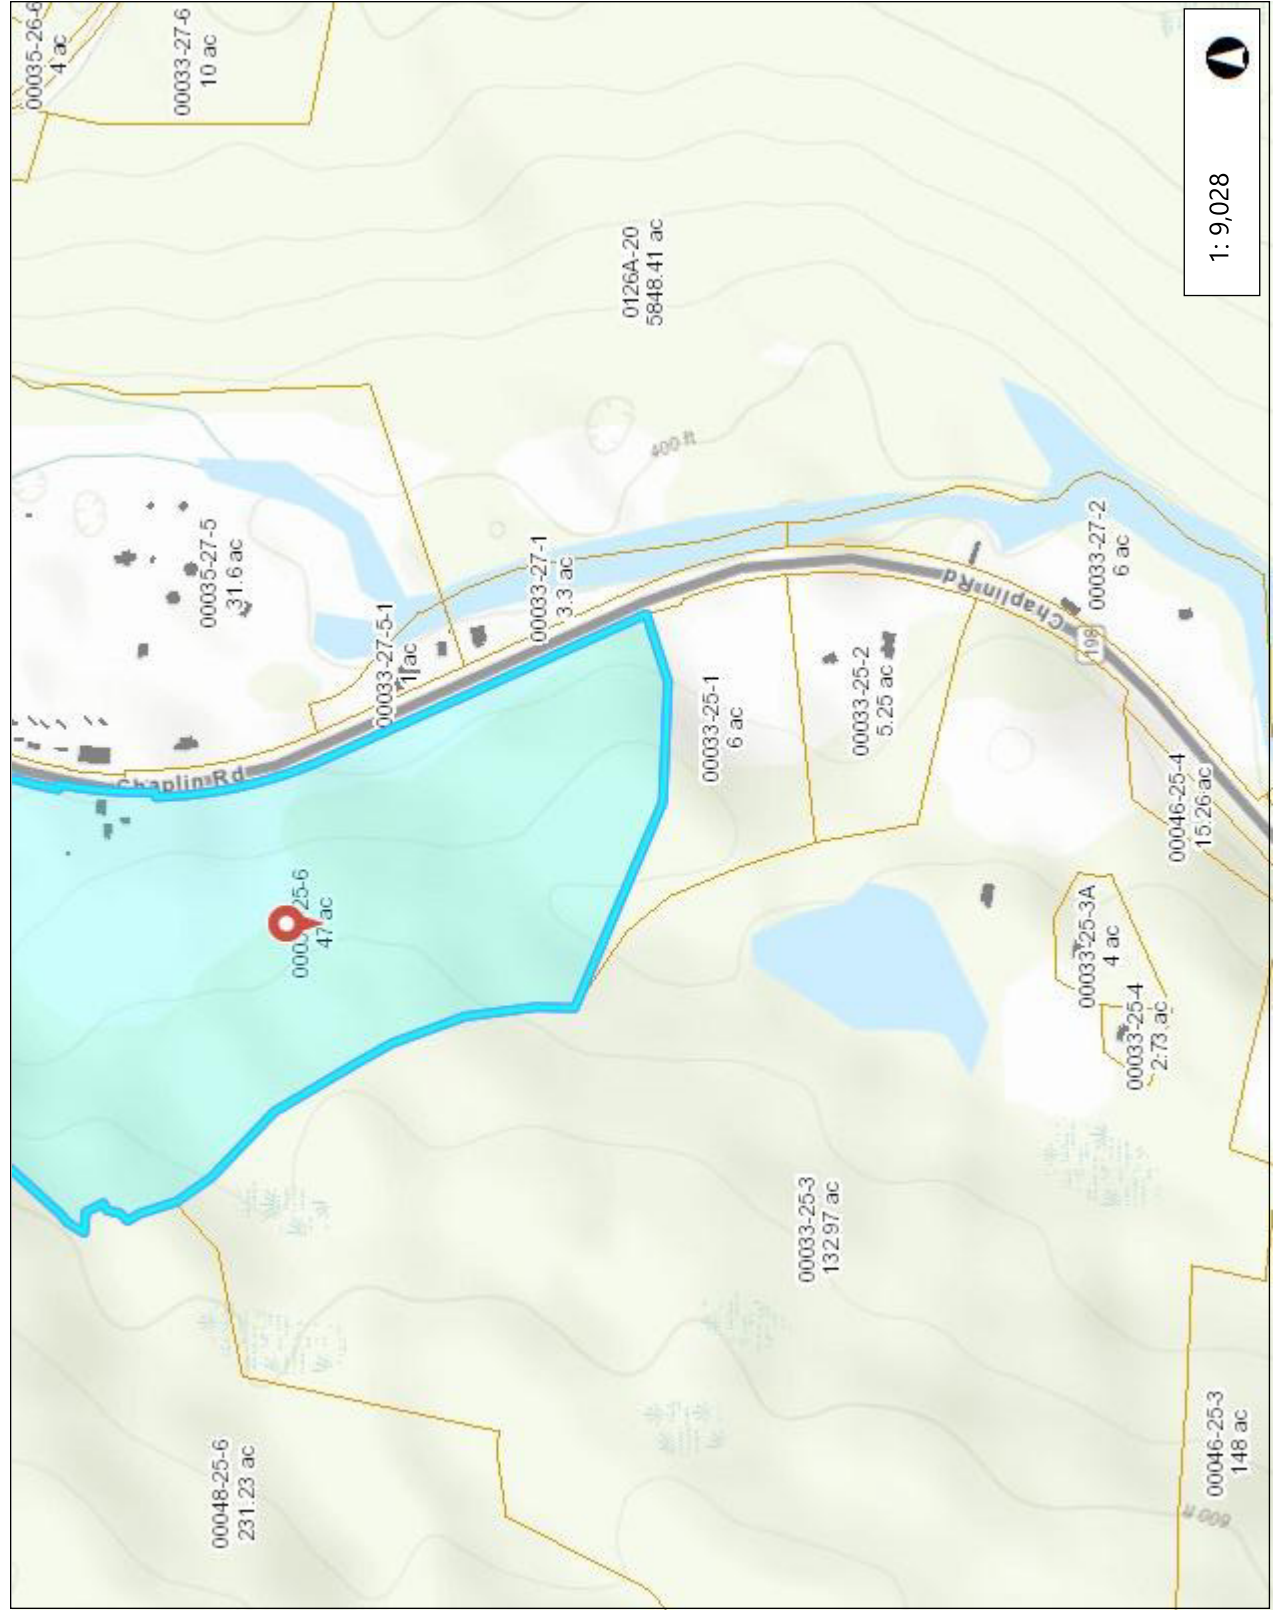 00035-26-6
4 ac
00033-27-6
10 ac
Chaplin Rd
00048-25-6
231.23 ac
00035-27-5
31.6 ac
25-6
47 ac
00033-27-5-1
1 ac
00033-27-1
3.3 ac
0126A-20
5848.41 ac
400 ft
00033-25-1
6 ac
00033-25-3
132.97 ac
00033-25-2
5.25 ac
Chaplin Rd
198
00033-25-3A
4 ac
00033-27-2
6 ac
00033-25-4
2.73 ac
00046-25-4
15.26 ac
600 ft
00046-25-3
148 ac
1: 9,028